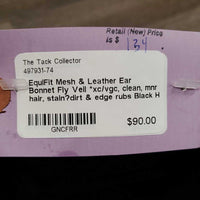 Retail (New) Price
is $ 134
The Tack Collector
497931-74
EquiFit Mesh & Leather Ear
Bonnet Fly Veil *xc/vgc, clean, mnr
hair, stain?dirt & edge rubs Black H
$90.00
GNCFRR